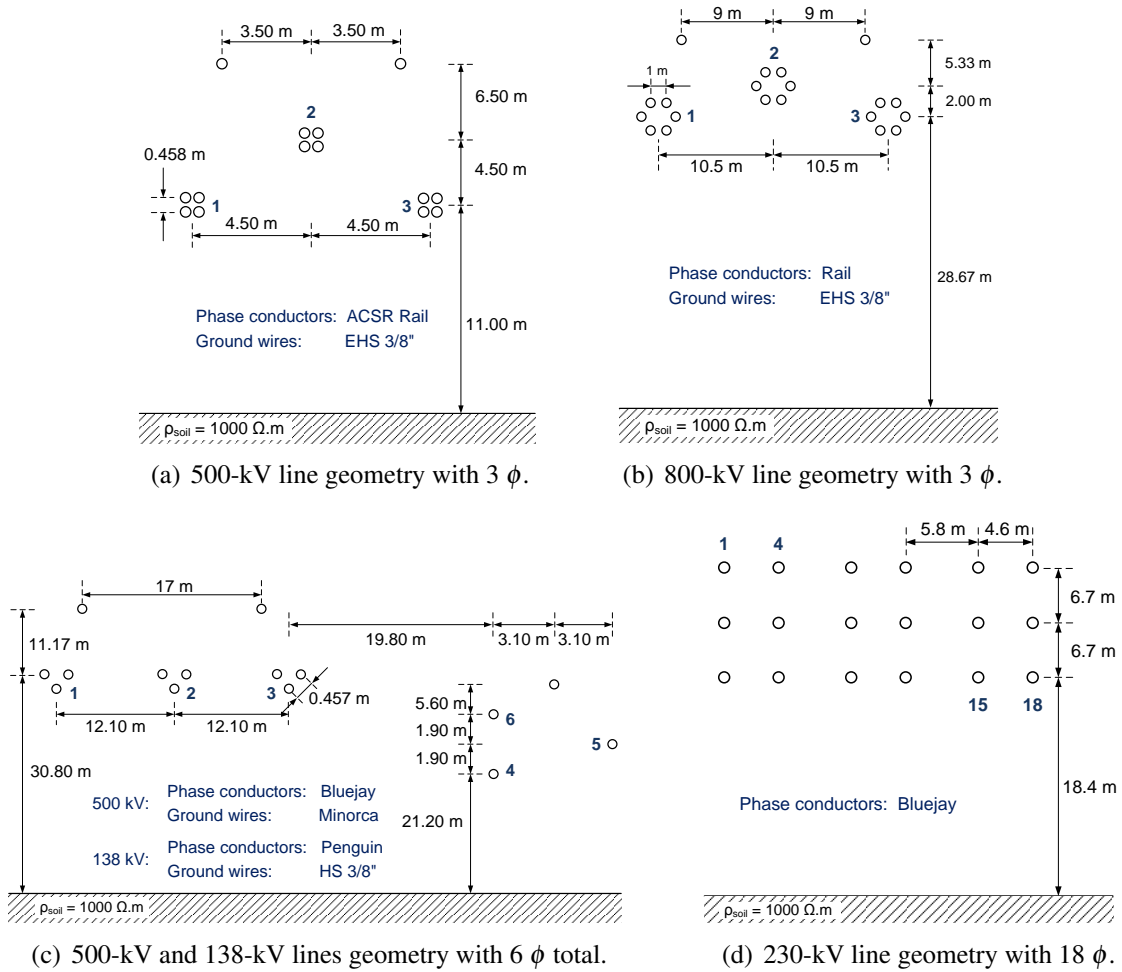 3.50 m
3.50 m
6.50 m
2
0.458 m
4.50 m
1
3
4.50 m
4.50 m
Phase conductors: ACSR Rail
Ground wires: EHS 3/8"
11.00 m
ρsoil = 1000 Ω.m
(a) 500-kV line geometry with 3 ϕ.
9 m
9 m
2
5.33 m
1 m
2.00 m
1
3
10.5 m
10.5 m
Phase conductors: Rail
Ground wires: EHS 3/8"
28.67 m
ρsoil = 1000 Ω.m
(b) 800-kV line geometry with 3 ϕ.
17 m
11.17 m
19.80 m
3.10 m
3.10 m
1
2
3
0.457 m
12.10 m
12.10 m
5.60 m
6
1.90 m
5
1.90 m
4
30.80 m
21.20 m
500 kV: Phase conductors: Bluejay
Ground wires: Minorca
138 kV: Phase conductors: Penguin
Ground wires: HS 3/8"
ρsoil = 1000 Ω.m
(c) 500-kV and 138-kV lines geometry with 6 ϕ total.
5.8 m
4.6 m
1
4
6.7 m
6.7 m
15
18
18.4 m
Phase conductors: Bluejay
ρsoil = 1000 Ω.m
(d) 230-kV line geometry with 18 ϕ.